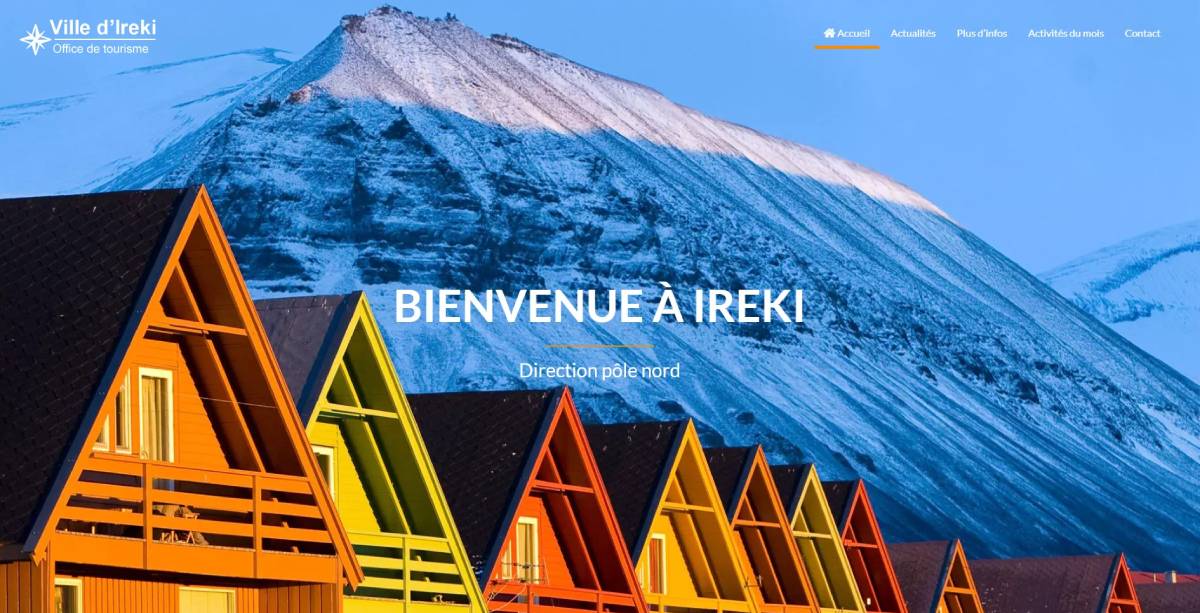 Ville d'Ireki
Office de tourisme
Accueil
Actualités
Plus d'infos
Activités du mois
Contact
BIENVENUE À IREKI
Direction pôle nord